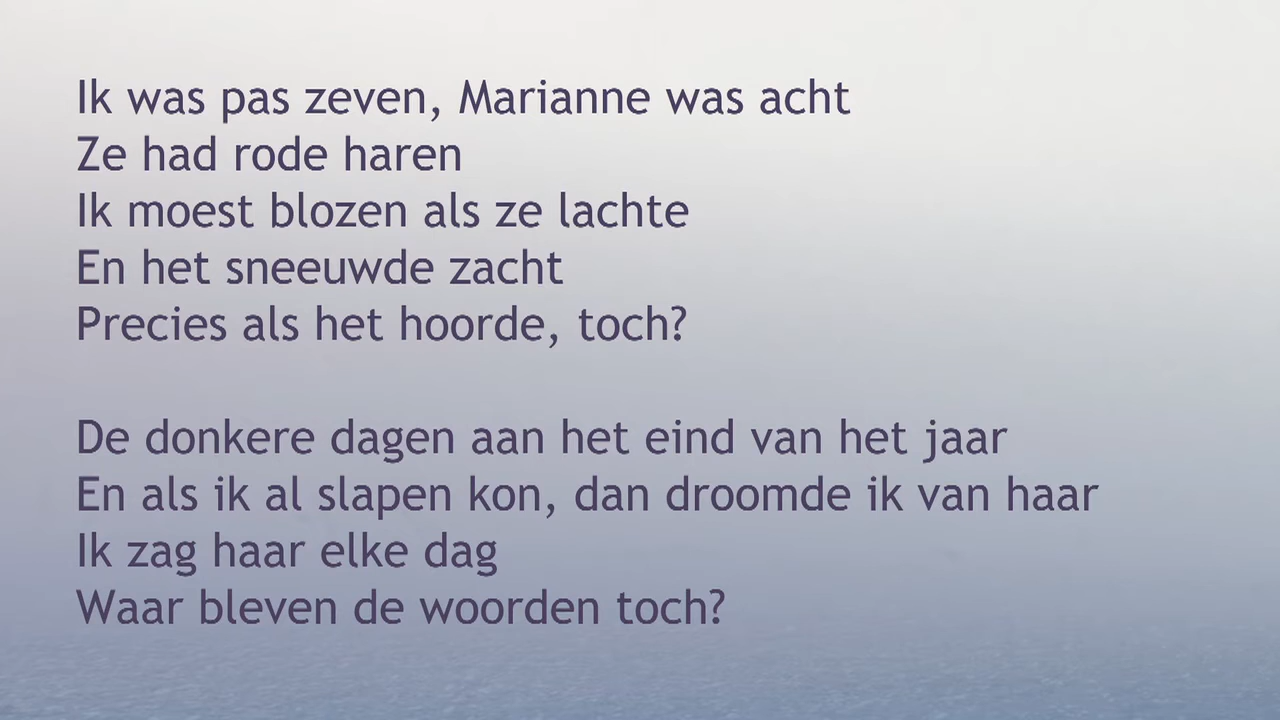 Ik was pas zeven, Marianne was acht
Ze had rode haren
Ik moest blozen als ze lachte
En het sneeuwde zacht
Precies als het hoorde, toch?

De donkere dagen aan het eind van het jaar
En als ik al slapen kon, dan droomde ik van haar
Ik zag haar elke dag
Waar bleven de woorden toch?